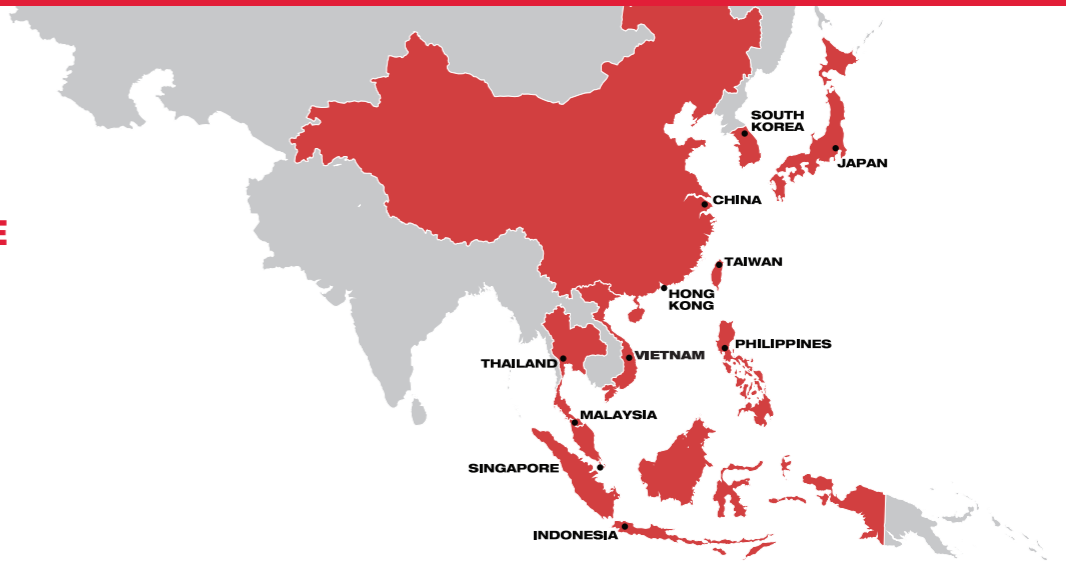 SOUTH
KOREA
JAPAN
CHINA
E
TAIWAN
HONG
KONG
PHILIPPINES
VIETNAM
THAILAND
MALAYSIA
SINGAPORE
INDONESIA